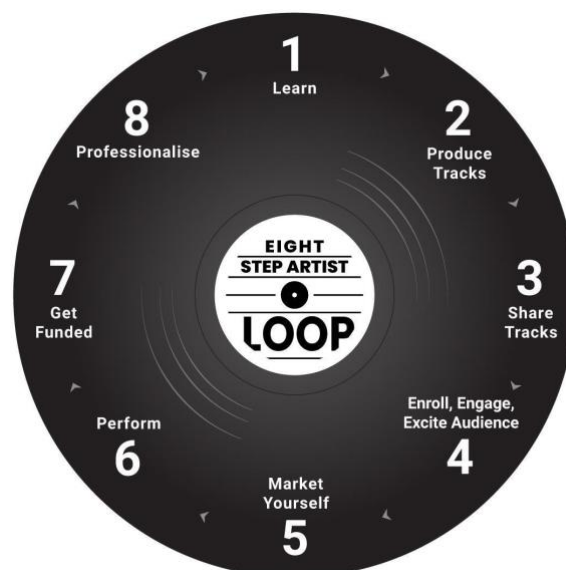 1
Learn
2
Produce
Tracks
3
Share
Tracks
Enroll, Engage,
Excite Audience
4
Market
Yourself
5
Perform
6
7
Get
Funded
8
Professionalise
EIGHT
STEP ARTIST
LOOP